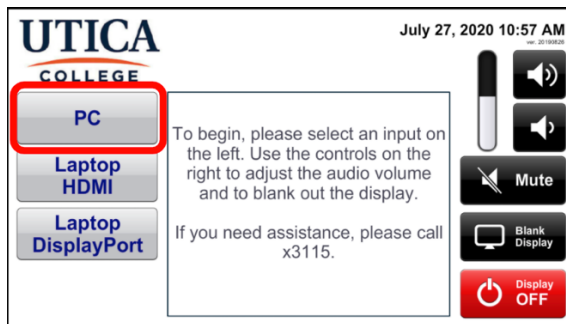 UTICA
COLLEGE
July 27, 2020 10:57 AM
ver. 20190828
PC
Laptop
HDMI
Laptop
DisplayPort
To begin, please select an input on
the left. Use the controls on the
right to adjust the audio volume
and to blank out the display.
If you need assistance, please call
x3115.
Mute
Blank
Display
Display
OFF